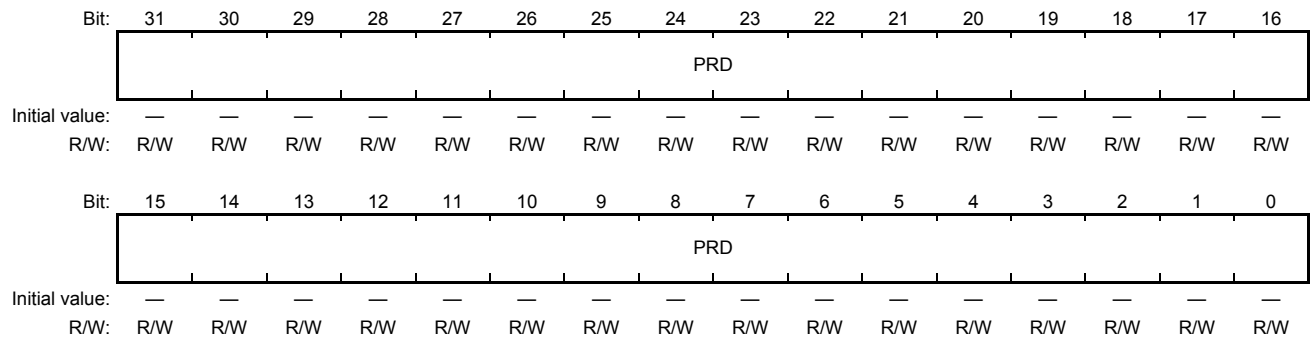 Bit: 31 30 29 28 27 26 25 24 23 22 21 20 19 18 17 16
PRD
Initial value: — — — — — — — — — — — — — — — —
R/W: R/W R/W R/W R/W R/W R/W R/W R/W R/W R/W R/W R/W R/W R/W R/W R/W
Bit: 15 14 13 12 11 10 9 8 7 6 5 4 3 2 1 0
PRD
Initial value: — — — — — — — — — — — — — — — —
R/W: R/W R/W R/W R/W R/W R/W R/W R/W R/W R/W R/W R/W R/W R/W R/W R/W